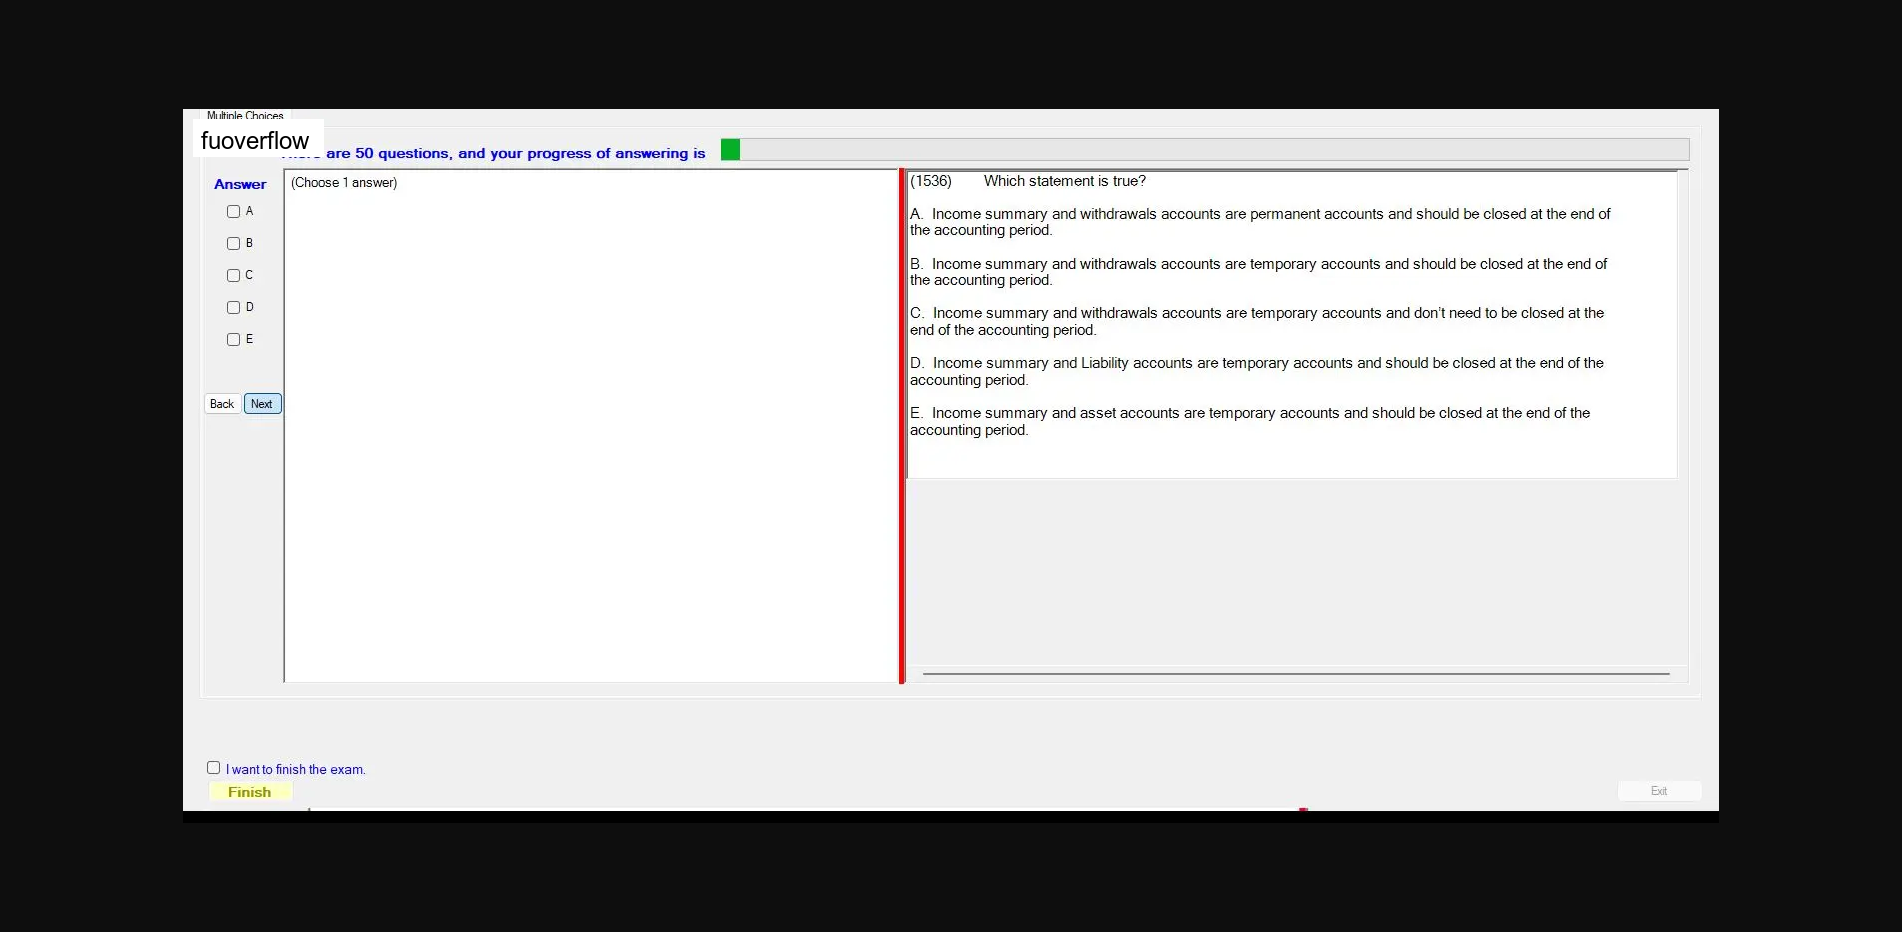 Multiple Choices
fuoverflow
are 50 questions, and your progress of answering is
Answer
(Choose 1 answer)
A
B
C
D
E
Back Next
(1536) Which statement is true?
A. Income summary and withdrawals accounts are permanent accounts and should be closed at the end of
the accounting period.
B. Income summary and withdrawals accounts are temporary accounts and should be closed at the end of
the accounting period.
C. Income summary and withdrawals accounts are temporary accounts and don't need to be closed at the
end of the accounting period.
D. Income summary and Liability accounts are temporary accounts and should be closed at the end of the
accounting period.
E. Income summary and asset accounts are temporary accounts and should be closed at the end of the
accounting period.
I want to finish the exam.
Finish
Exit